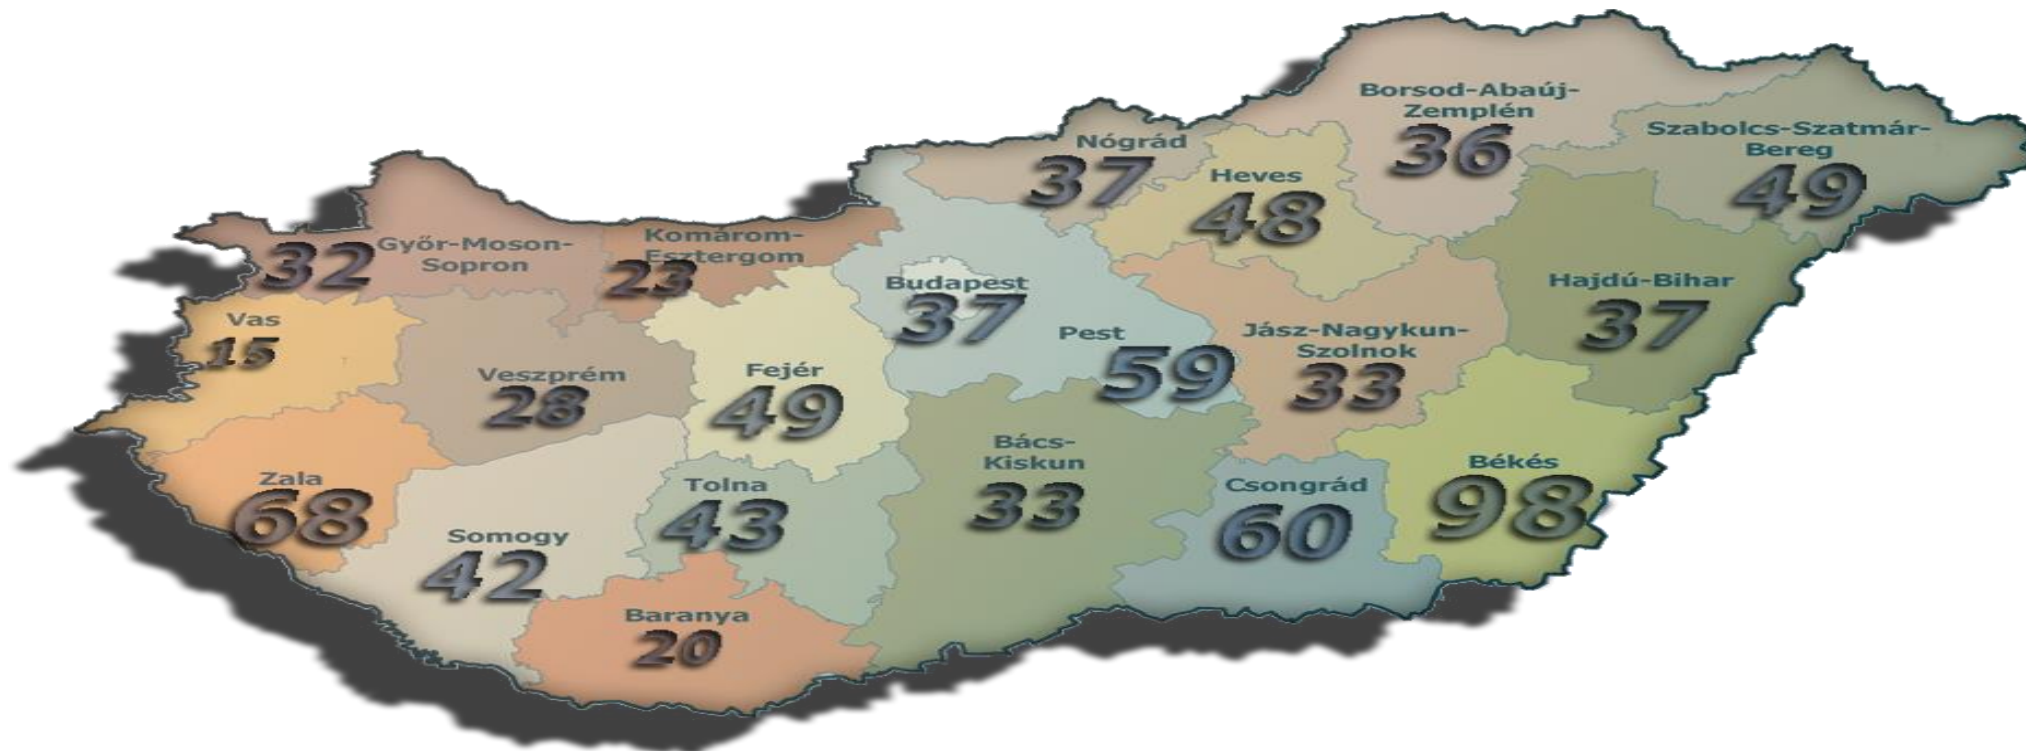 Borsod-Abaúj-
Zemplén
36
Szabolcs-Szatmár-
Bereg
49
Nógrád
37
Heves
48
Győr-Moson-
Sopron
32
Komárom-
Esztergom
23
Budapest
37
Pest
59
Hajdú-Bihar
37
Vas
15
Veszprém
28
Fejér
49
Jász-Nagykun-
Szolnok
33
Zala
68
Somogy
42
Tolna
43
Bács-
Kiskun
33
Csongrád
60
Békés
98
Baranya
20